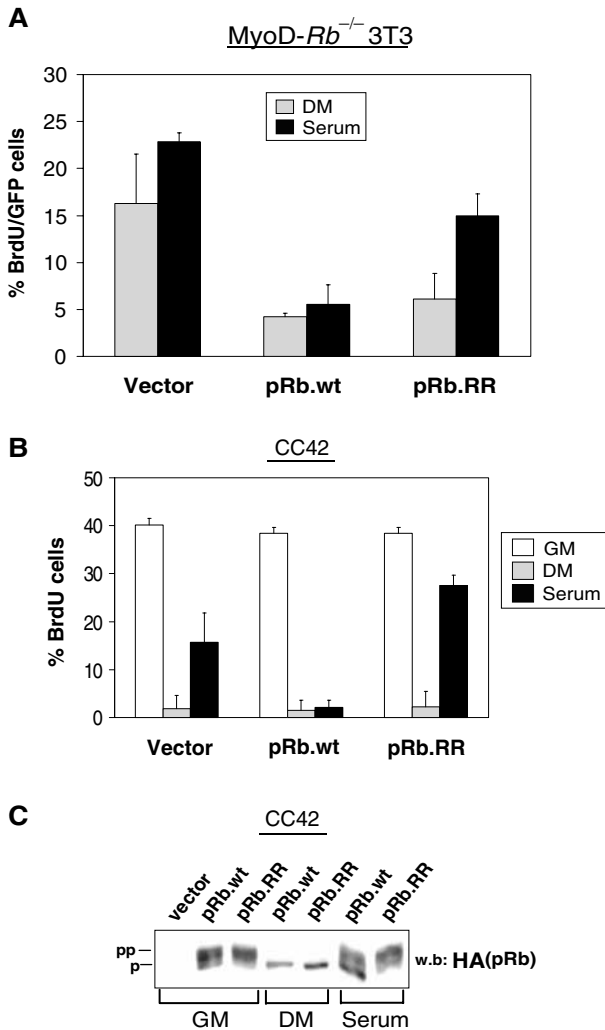 A
MyoD-Rb−/− 3T3
30
25
20
15
10
5
0
% BrdU/GFP cells
DM
Serum
Vector pRb.wt pRb.RR
B
CC42
50
40
30
20
10
0
% BrdU cells
GM
DM
Serum
Vector pRb.wt pRb.RR
C
CC42
vector pRb.wt pRb.RR pRb.wt pRb.RR pRb.wt pRb.RR
pp
p
w.b: HA(pRb)
GM DM Serum